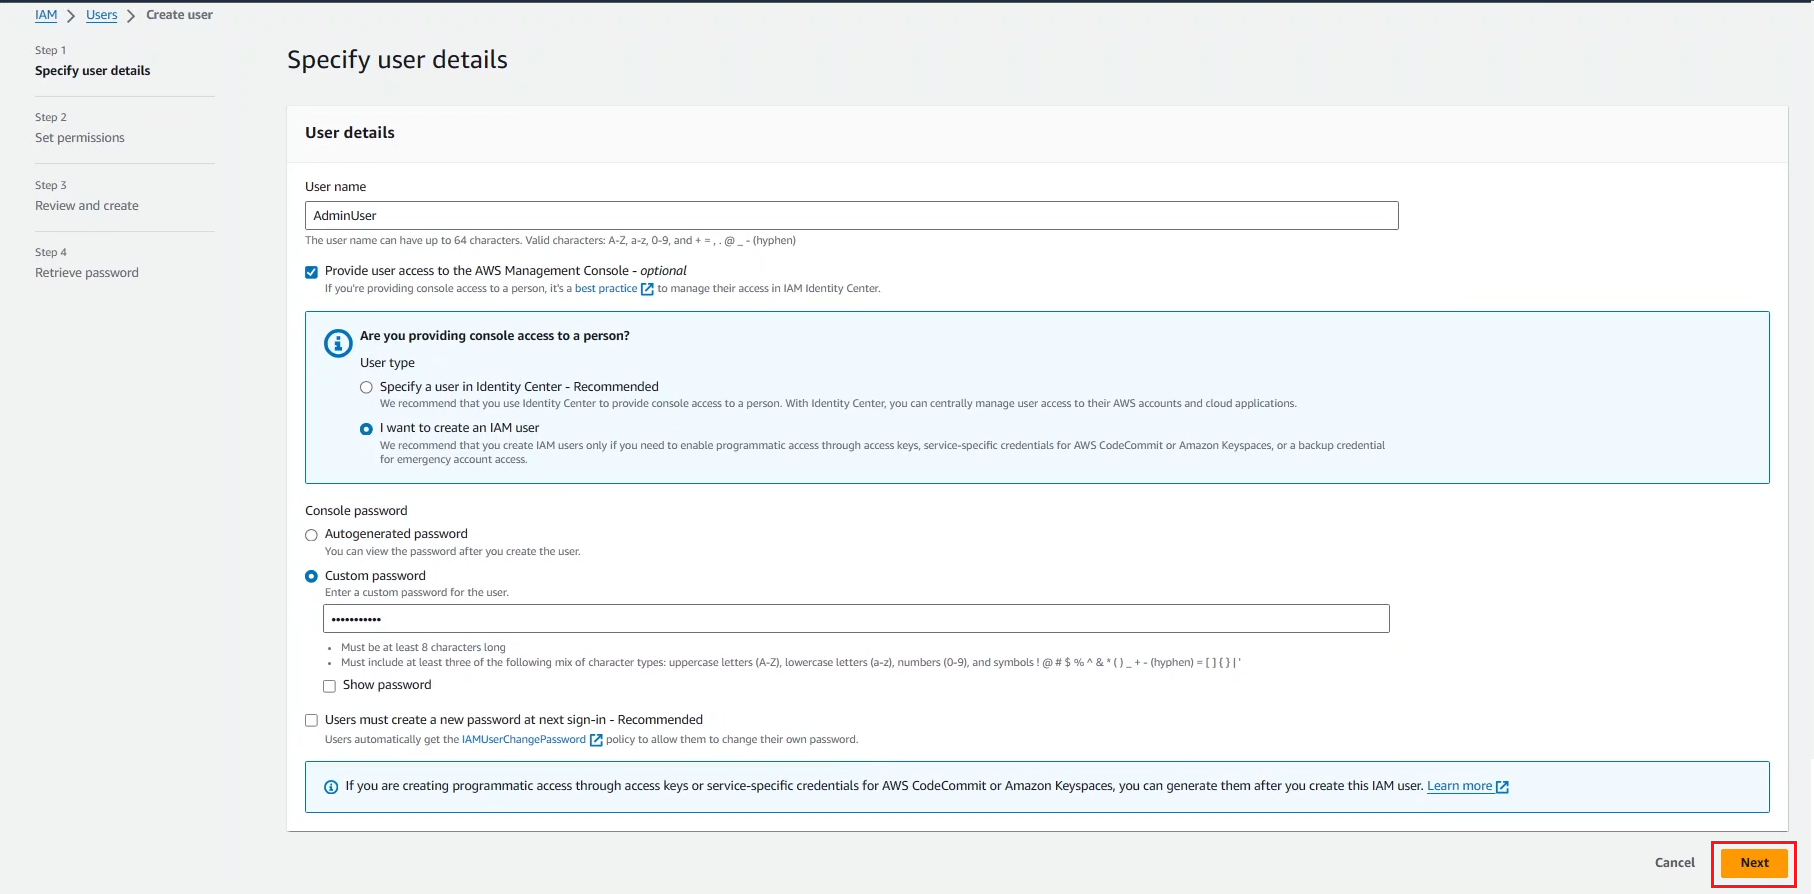 IAM > Users > Create user
Step 1
Specify user details
Step 2
Set permissions
Step 3
Review and create
Step 4
Retrieve password
Specify user details
User details
User name
AdminUser
The user name can have up to 64 characters. Valid characters: A-Z, a-z, 0-9, and + = , . @ _ - (hyphen)
Provide user access to the AWS Management Console - optional
If you're providing console access to a person, it's a best practice to manage their access in IAM Identity Center.
Are you providing console access to a person?
User type
Specify a user in Identity Center - Recommended
We recommend that you use Identity Center to provide console access to a person. With Identity Center, you can centrally manage user access to their AWS accounts and cloud applications.
I want to create an IAM user
We recommend that you create IAM users only if you need to enable programmatic access through access keys, service-specific credentials for AWS CodeCommit or Amazon Keyspaces, or a backup credential
for emergency account access.
Console password
Autogenerated password
You can view the password after you create the user.
Custom password
Enter a custom password for the user.
•••••••••••
• Must be at least 8 characters long
• Must include at least three of the following mix of character types: uppercase letters (A-Z), lowercase letters (a-z), numbers (0-9), and symbols ! @ # $ % ^ & * ( ) _ + - (hyphen) = [ ] { } | '
Show password
Users must create a new password at next sign-in - Recommended
Users automatically get the IAMUserChangePassword policy to allow them to change their own password.
If you are creating programmatic access through access keys or service-specific credentials for AWS CodeCommit or Amazon Keyspaces, you can generate them after you create this IAM user. Learn more
Cancel
Next